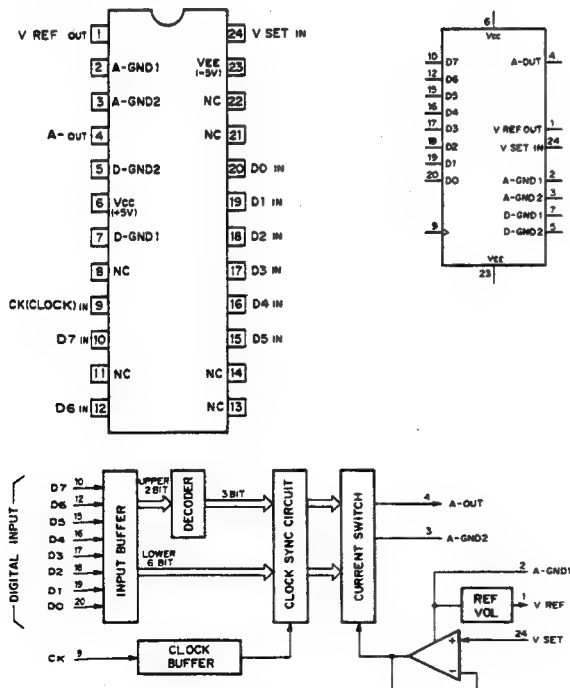 V REF OUT 1
2 A-GND1
3 A-GND2
A-OUT 4
5 D-GND2
6 VCC
(+5V)
7 D-GND1
8 NC
CK(CLOCK) IN 9
D7 IN 10
11 NC
D6 IN 12
24 V SET IN
VEE 23
(-5V)
NC 22
NC 21
20 D0 IN
19 D1 IN
18 D2 IN
17 D3 IN
16 D4 IN
15 D5 IN
NC 14
NC 13
6
VCC
10 D7
12 D6
15 D5
16 D4
17 D3
18 D2
19 D1
20 D0
9
A-OUT 4
V REF OUT 1
V SET IN 24
A-GND1 2
A-GND2 3
D-GND1 7
D-GND2 5
VEE
23
DIGITAL INPUT
D7 10
D6 12
D5 15
D4 16
D3 17
D2 18
D1 19
D0 20
INPUT BUFFER
UPPER
2 BIT
DECODER
3 BIT
LOWER
6 BIT
CLOCK SYNC CIRCUIT
CURRENT SWITCH
4 A-OUT
3 A-GND2
2 A-GND1
REF
VOL
1 V REF
24 V SET
+
-
CK 9
CLOCK
BUFFER